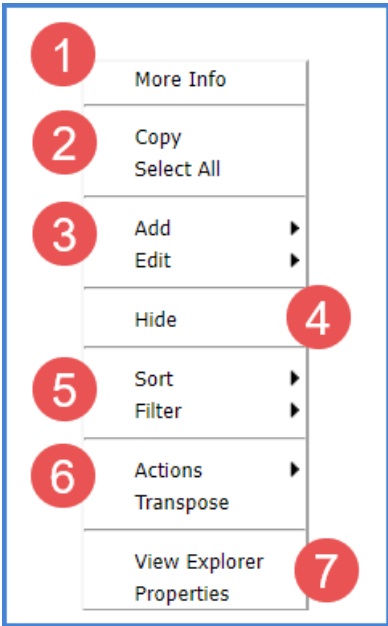 1
More Info
2
Copy
Select All
3
Add
Edit
Hide
4
5
Sort
Filter
6
Actions
Transpose
View Explorer
7
Properties